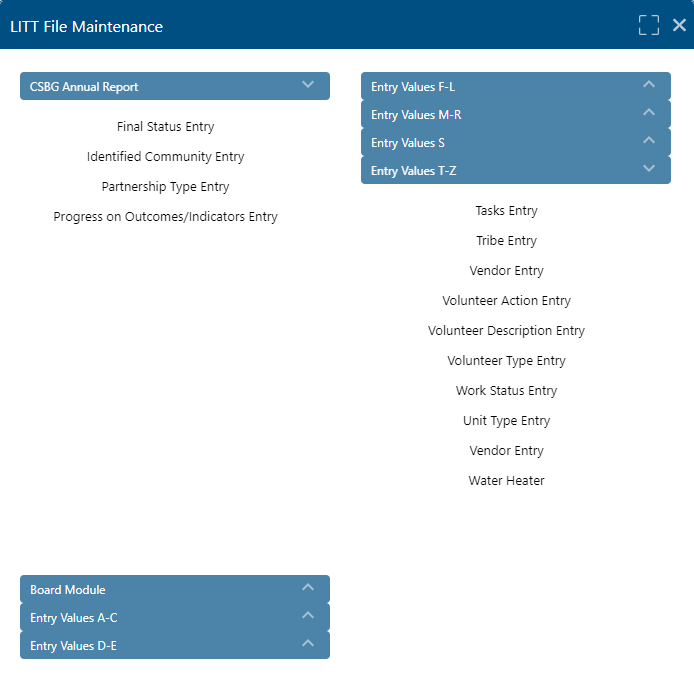 LITT File Maintenance
CSBG Annual Report
Final Status Entry
Identified Community Entry
Partnership Type Entry
Progress on Outcomes/Indicators Entry
Board Module
Entry Values A-C
Entry Values D-E
Entry Values F-L
Entry Values M-R
Entry Values S
Entry Values T-Z
Tasks Entry
Tribe Entry
Vendor Entry
Volunteer Action Entry
Volunteer Description Entry
Volunteer Type Entry
Work Status Entry
Unit Type Entry
Vendor Entry
Water Heater